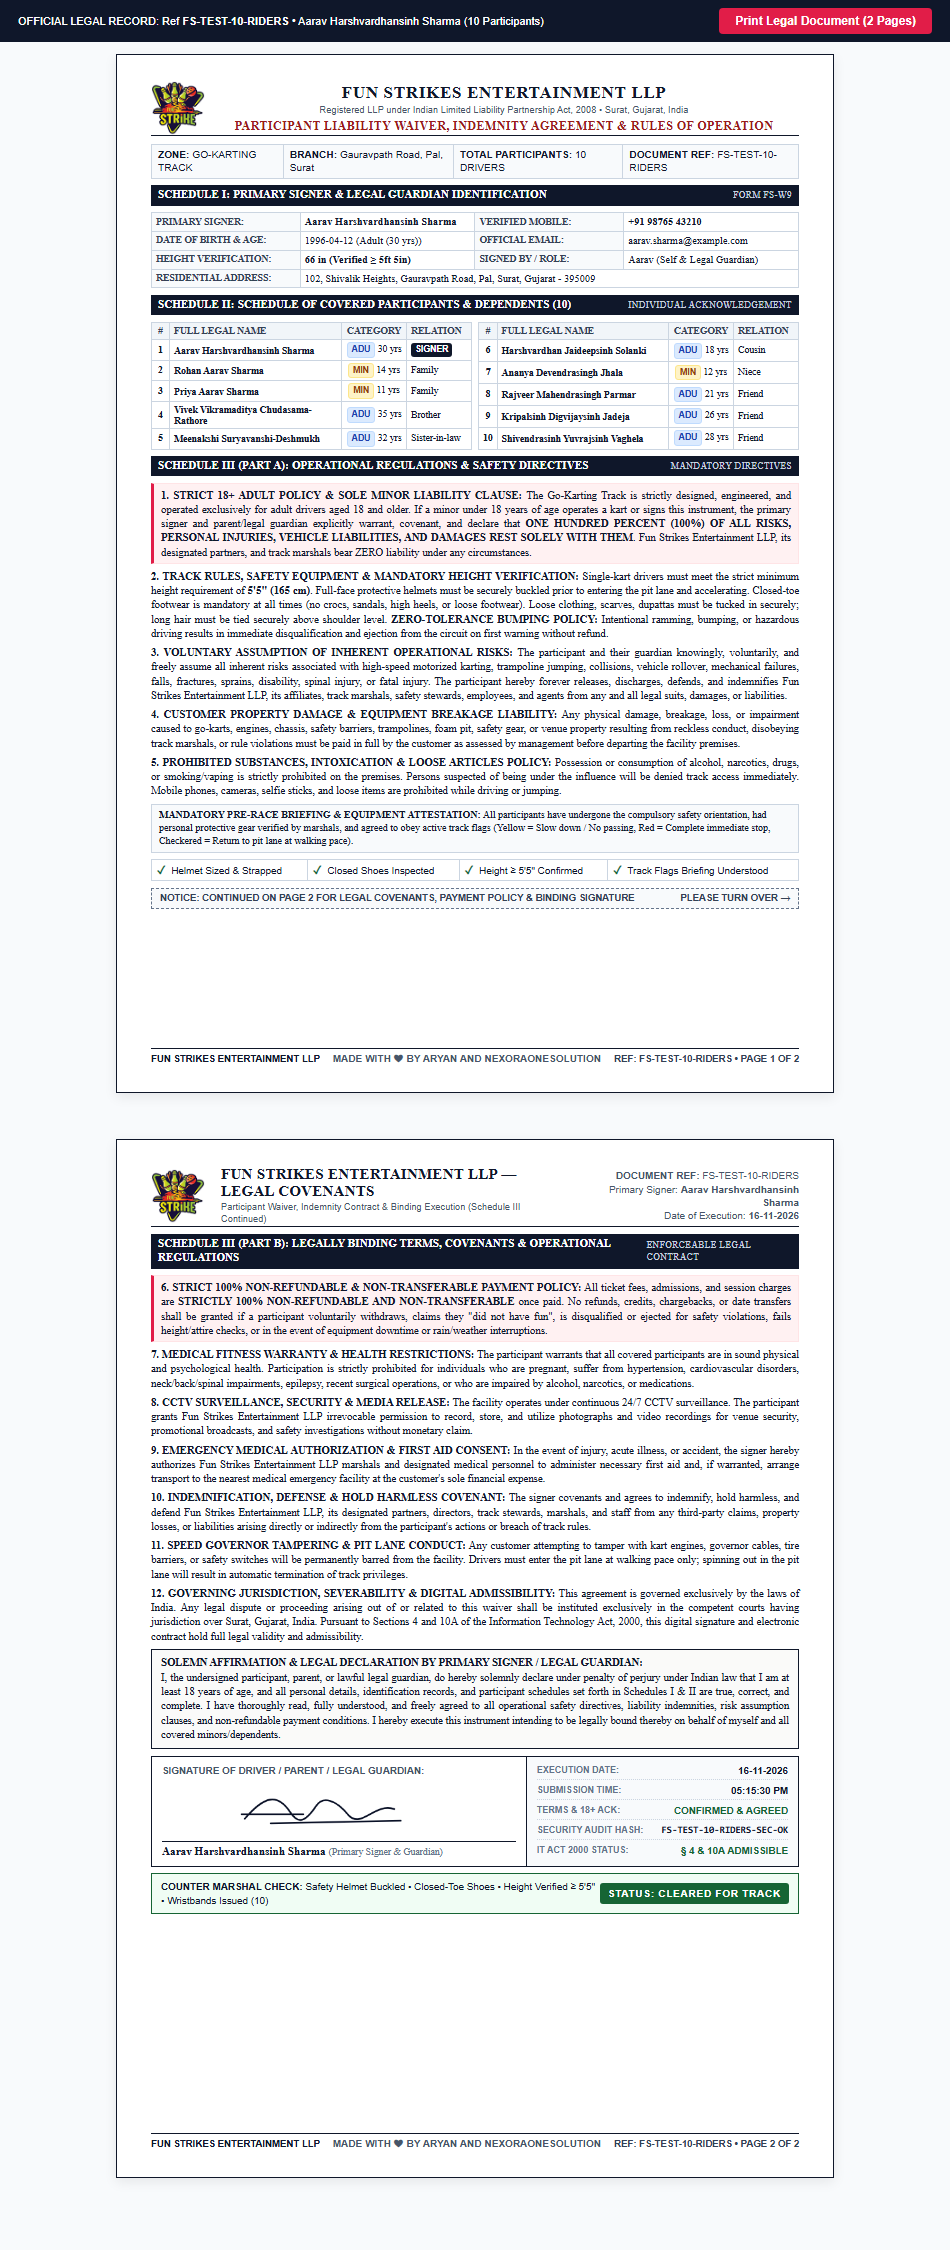 OFFICIAL LEGAL RECORD: Ref FS-TEST-10-RIDERS • Aarav Harshvardhansinh Sharma (10 Participants)
Print Legal Document (2 Pages)
STRIKE
FUN STRIKES ENTERTAINMENT LLP
Registered LLP under Indian Limited Liability Partnership Act, 2008 • Surat, Gujarat, India
PARTICIPANT LIABILITY WAIVER, INDEMNITY AGREEMENT & RULES OF OPERATION
ZONE: GO-KARTING TRACK
BRANCH: Gauravpath Road, Pal, Surat
TOTAL PARTICIPANTS: 10 DRIVERS
DOCUMENT REF: FS-TEST-10-RIDERS
SCHEDULE I: PRIMARY SIGNER & LEGAL GUARDIAN IDENTIFICATION FORM FS-W9
PRIMARY SIGNER: Aarav Harshvardhansinh Sharma VERIFIED MOBILE: +91 98765 43210
DATE OF BIRTH & AGE: 1996-04-12 (Adult (30 yrs)) OFFICIAL EMAIL: aarav.sharma@example.com
HEIGHT VERIFICATION: 66 in (Verified ≥ 5ft 5in) SIGNED BY / ROLE: Aarav (Self & Legal Guardian)
RESIDENTIAL ADDRESS: 102, Shivalik Heights, Gauravpath Road, Pal, Surat, Gujarat - 395009
SCHEDULE II: SCHEDULE OF COVERED PARTICIPANTS & DEPENDENTS (10) INDIVIDUAL ACKNOWLEDGEMENT
# FULL LEGAL NAME CATEGORY RELATION
1 Aarav Harshvardhansinh Sharma ADU 30 yrs SIGNER
2 Rohan Aarav Sharma MIN 14 yrs Family
3 Priya Aarav Sharma MIN 11 yrs Family
4 Vivek Vikramaditya Chudasama-Rathore ADU 35 yrs Brother
5 Meenakshi Suryavanshi-Deshmukh ADU 32 yrs Sister-in-law
# FULL LEGAL NAME CATEGORY RELATION
6 Harshvardhan Jaideepsinh Solanki ADU 18 yrs Cousin
7 Ananya Devendrasingh Jhala MIN 12 yrs Niece
8 Rajveer Mahendrasingh Parmar ADU 21 yrs Friend
9 Kripalsinh Digvijaysinh Jadeja ADU 26 yrs Friend
10 Shivendrasinh Yuvrajsinh Vaghela ADU 28 yrs Friend
SCHEDULE III (PART A): OPERATIONAL REGULATIONS & SAFETY DIRECTIVES MANDATORY DIRECTIVES
1. STRICT 18+ ADULT POLICY & SOLE MINOR LIABILITY CLAUSE: The Go-Karting Track is strictly designed, engineered, and
operated exclusively for adult drivers aged 18 and older. If a minor under 18 years of age operates a kart or signs this instrument, the primary
signer and parent/legal guardian explicitly warrant, covenant, and declare that ONE HUNDRED PERCENT (100%) OF ALL RISKS,
PERSONAL INJURIES, VEHICLE LIABILITIES, AND DAMAGES REST SOLELY WITH THEM. Fun Strikes Entertainment LLP, its
designated partners, and track marshals bear ZERO liability under any circumstances.
2. TRACK RULES, SAFETY EQUIPMENT & MANDATORY HEIGHT VERIFICATION: Single-kart drivers must meet the strict minimum
height requirement of 5'5" (165 cm). Full-face protective helmets must be securely buckled prior to entering the pit lane and accelerating. Closed-toe
footwear is mandatory at all times (no crocs, sandals, high heels, or loose footwear). Loose clothing, scarves, dupattas must be tucked in securely;
long hair must be tied securely above shoulder level. ZERO-TOLERANCE BUMPING POLICY: Intentional ramming, bumping, or hazardous
driving results in immediate disqualification and ejection from the circuit on first warning without refund.
3. VOLUNTARY ASSUMPTION OF INHERENT OPERATIONAL RISKS: The participant and their guardian knowingly, voluntarily, and
freely assume all inherent risks associated with high-speed motorized karting, trampoline jumping, collisions, vehicle rollover, mechanical failures,
falls, fractures, sprains, disability, spinal injury, or fatal injury. The participant hereby forever releases, discharges, defends, and indemnifies Fun
Strikes Entertainment LLP, its affiliates, track marshals, safety stewards, employees, and agents from any and all legal suits, damages, or liabilities.
4. CUSTOMER PROPERTY DAMAGE & EQUIPMENT BREAKAGE LIABILITY: Any physical damage, breakage, loss, or impairment
caused to go-karts, engines, chassis, safety barriers, trampolines, foam pit, safety gear, or venue property resulting from reckless conduct, disobeying
track marshals, or rule violations must be paid in full by the customer as assessed by management before departing the facility premises.
5. PROHIBITED SUBSTANCES, INTOXICATION & LOOSE ARTICLES POLICY: Possession or consumption of alcohol, narcotics, drugs,
or smoking/vaping is strictly prohibited on the premises. Persons suspected of being under the influence will be denied track access immediately.
Mobile phones, cameras, selfie sticks, and loose items are prohibited while driving or jumping.
MANDATORY PRE-RACE BRIEFING & EQUIPMENT ATTESTATION: All participants have undergone the compulsory safety orientation, had
personal protective gear verified by marshals, and agreed to obey active track flags (Yellow = Slow down / No passing, Red = Complete immediate stop,
Checkered = Return to pit lane at walking pace).
✓ Helmet Sized & Strapped ✓ Closed Shoes Inspected ✓ Height ≥ 5'5" Confirmed ✓ Track Flags Briefing Understood
NOTICE: CONTINUED ON PAGE 2 FOR LEGAL COVENANTS, PAYMENT POLICY & BINDING SIGNATURE PLEASE TURN OVER →
FUN STRIKES ENTERTAINMENT LLP MADE WITH ♥ BY ARYAN AND NEXORAONESOLUTION REF: FS-TEST-10-RIDERS • PAGE 1 OF 2
STRIKE
FUN STRIKES ENTERTAINMENT LLP —
LEGAL COVENANTS
Participant Waiver, Indemnity Contract & Binding Execution (Schedule III
Continued)
DOCUMENT REF: FS-TEST-10-RIDERS
Primary Signer: Aarav Harshvardhansinh
Sharma
Date of Execution: 16-11-2026
SCHEDULE III (PART B): LEGALLY BINDING TERMS, COVENANTS & OPERATIONAL
REGULATIONS
ENFORCEABLE LEGAL
CONTRACT
6. STRICT 100% NON-REFUNDABLE & NON-TRANSFERABLE PAYMENT POLICY: All ticket fees, admissions, and session charges
are STRICTLY 100% NON-REFUNDABLE AND NON-TRANSFERABLE once paid. No refunds, credits, chargebacks, or date transfers
shall be granted if a participant voluntarily withdraws, claims they "did not have fun", is disqualified or ejected for safety violations, fails
height/attire checks, or in the event of equipment downtime or rain/weather interruptions.
7. MEDICAL FITNESS WARRANTY & HEALTH RESTRICTIONS: The participant warrants that all covered participants are in sound physical
and psychological health. Participation is strictly prohibited for individuals who are pregnant, suffer from hypertension, cardiovascular disorders,
neck/back/spinal impairments, epilepsy, recent surgical operations, or who are impaired by alcohol, narcotics, or medications.
8. CCTV SURVEILLANCE, SECURITY & MEDIA RELEASE: The facility operates under continuous 24/7 CCTV surveillance. The participant
grants Fun Strikes Entertainment LLP irrevocable permission to record, store, and utilize photographs and video recordings for venue security,
promotional broadcasts, and safety investigations without monetary claim.
9. EMERGENCY MEDICAL AUTHORIZATION & FIRST AID CONSENT: In the event of injury, acute illness, or accident, the signer hereby
authorizes Fun Strikes Entertainment LLP marshals and designated medical personnel to administer necessary first aid and, if warranted, arrange
transport to the nearest medical emergency facility at the customer's sole financial expense.
10. INDEMNIFICATION, DEFENSE & HOLD HARMLESS COVENANT: The signer covenants and agrees to indemnify, hold harmless, and
defend Fun Strikes Entertainment LLP, its designated partners, directors, track stewards, marshals, and staff from any third-party claims, property
losses, or liabilities arising directly or indirectly from the participant's actions or breach of track rules.
11. SPEED GOVERNOR TAMPERING & PIT LANE CONDUCT: Any customer attempting to tamper with kart engines, governor cables, tire
barriers, or safety switches will be permanently barred from the facility. Drivers must enter the pit lane at walking pace only; spinning out in the pit
lane will result in automatic termination of track privileges.
12. GOVERNING JURISDICTION, SEVERABILITY & DIGITAL ADMISSIBILITY: This agreement is governed exclusively by the laws of
India. Any legal dispute or proceeding arising out of or related to this waiver shall be instituted exclusively in the competent courts having
jurisdiction over Surat, Gujarat, India. Pursuant to Sections 4 and 10A of the Information Technology Act, 2000, this digital signature and electronic
contract hold full legal validity and admissibility.
SOLEMN AFFIRMATION & LEGAL DECLARATION BY PRIMARY SIGNER / LEGAL GUARDIAN:
I, the undersigned participant, parent, or lawful legal guardian, do hereby solemnly declare under penalty of perjury under Indian law that I am at
least 18 years of age, and all personal details, identification records, and participant schedules set forth in Schedules I & II are true, correct, and
complete. I have thoroughly read, fully understood, and freely agreed to all operational safety directives, liability indemnities, risk assumption
clauses, and non-refundable payment conditions. I hereby execute this instrument intending to be legally bound thereby on behalf of myself and all
covered minors/dependents.
SIGNATURE OF DRIVER / PARENT / LEGAL GUARDIAN:
Aarav Harshvardhansinh Sharma (Primary Signer & Guardian)
EXECUTION DATE: 16-11-2026
SUBMISSION TIME: 05:15:30 PM
TERMS & 18+ ACK: CONFIRMED & AGREED
SECURITY AUDIT HASH: FS-TEST-10-RIDERS-SEC-OK
IT ACT 2000 STATUS: § 4 & 10A ADMISSIBLE
COUNTER MARSHAL CHECK: Safety Helmet Buckled • Closed-Toe Shoes • Height Verified ≥ 5'5"
• Wristbands Issued (10)
STATUS: CLEARED FOR TRACK
FUN STRIKES ENTERTAINMENT LLP MADE WITH ♥ BY ARYAN AND NEXORAONESOLUTION REF: FS-TEST-10-RIDERS • PAGE 2 OF 2